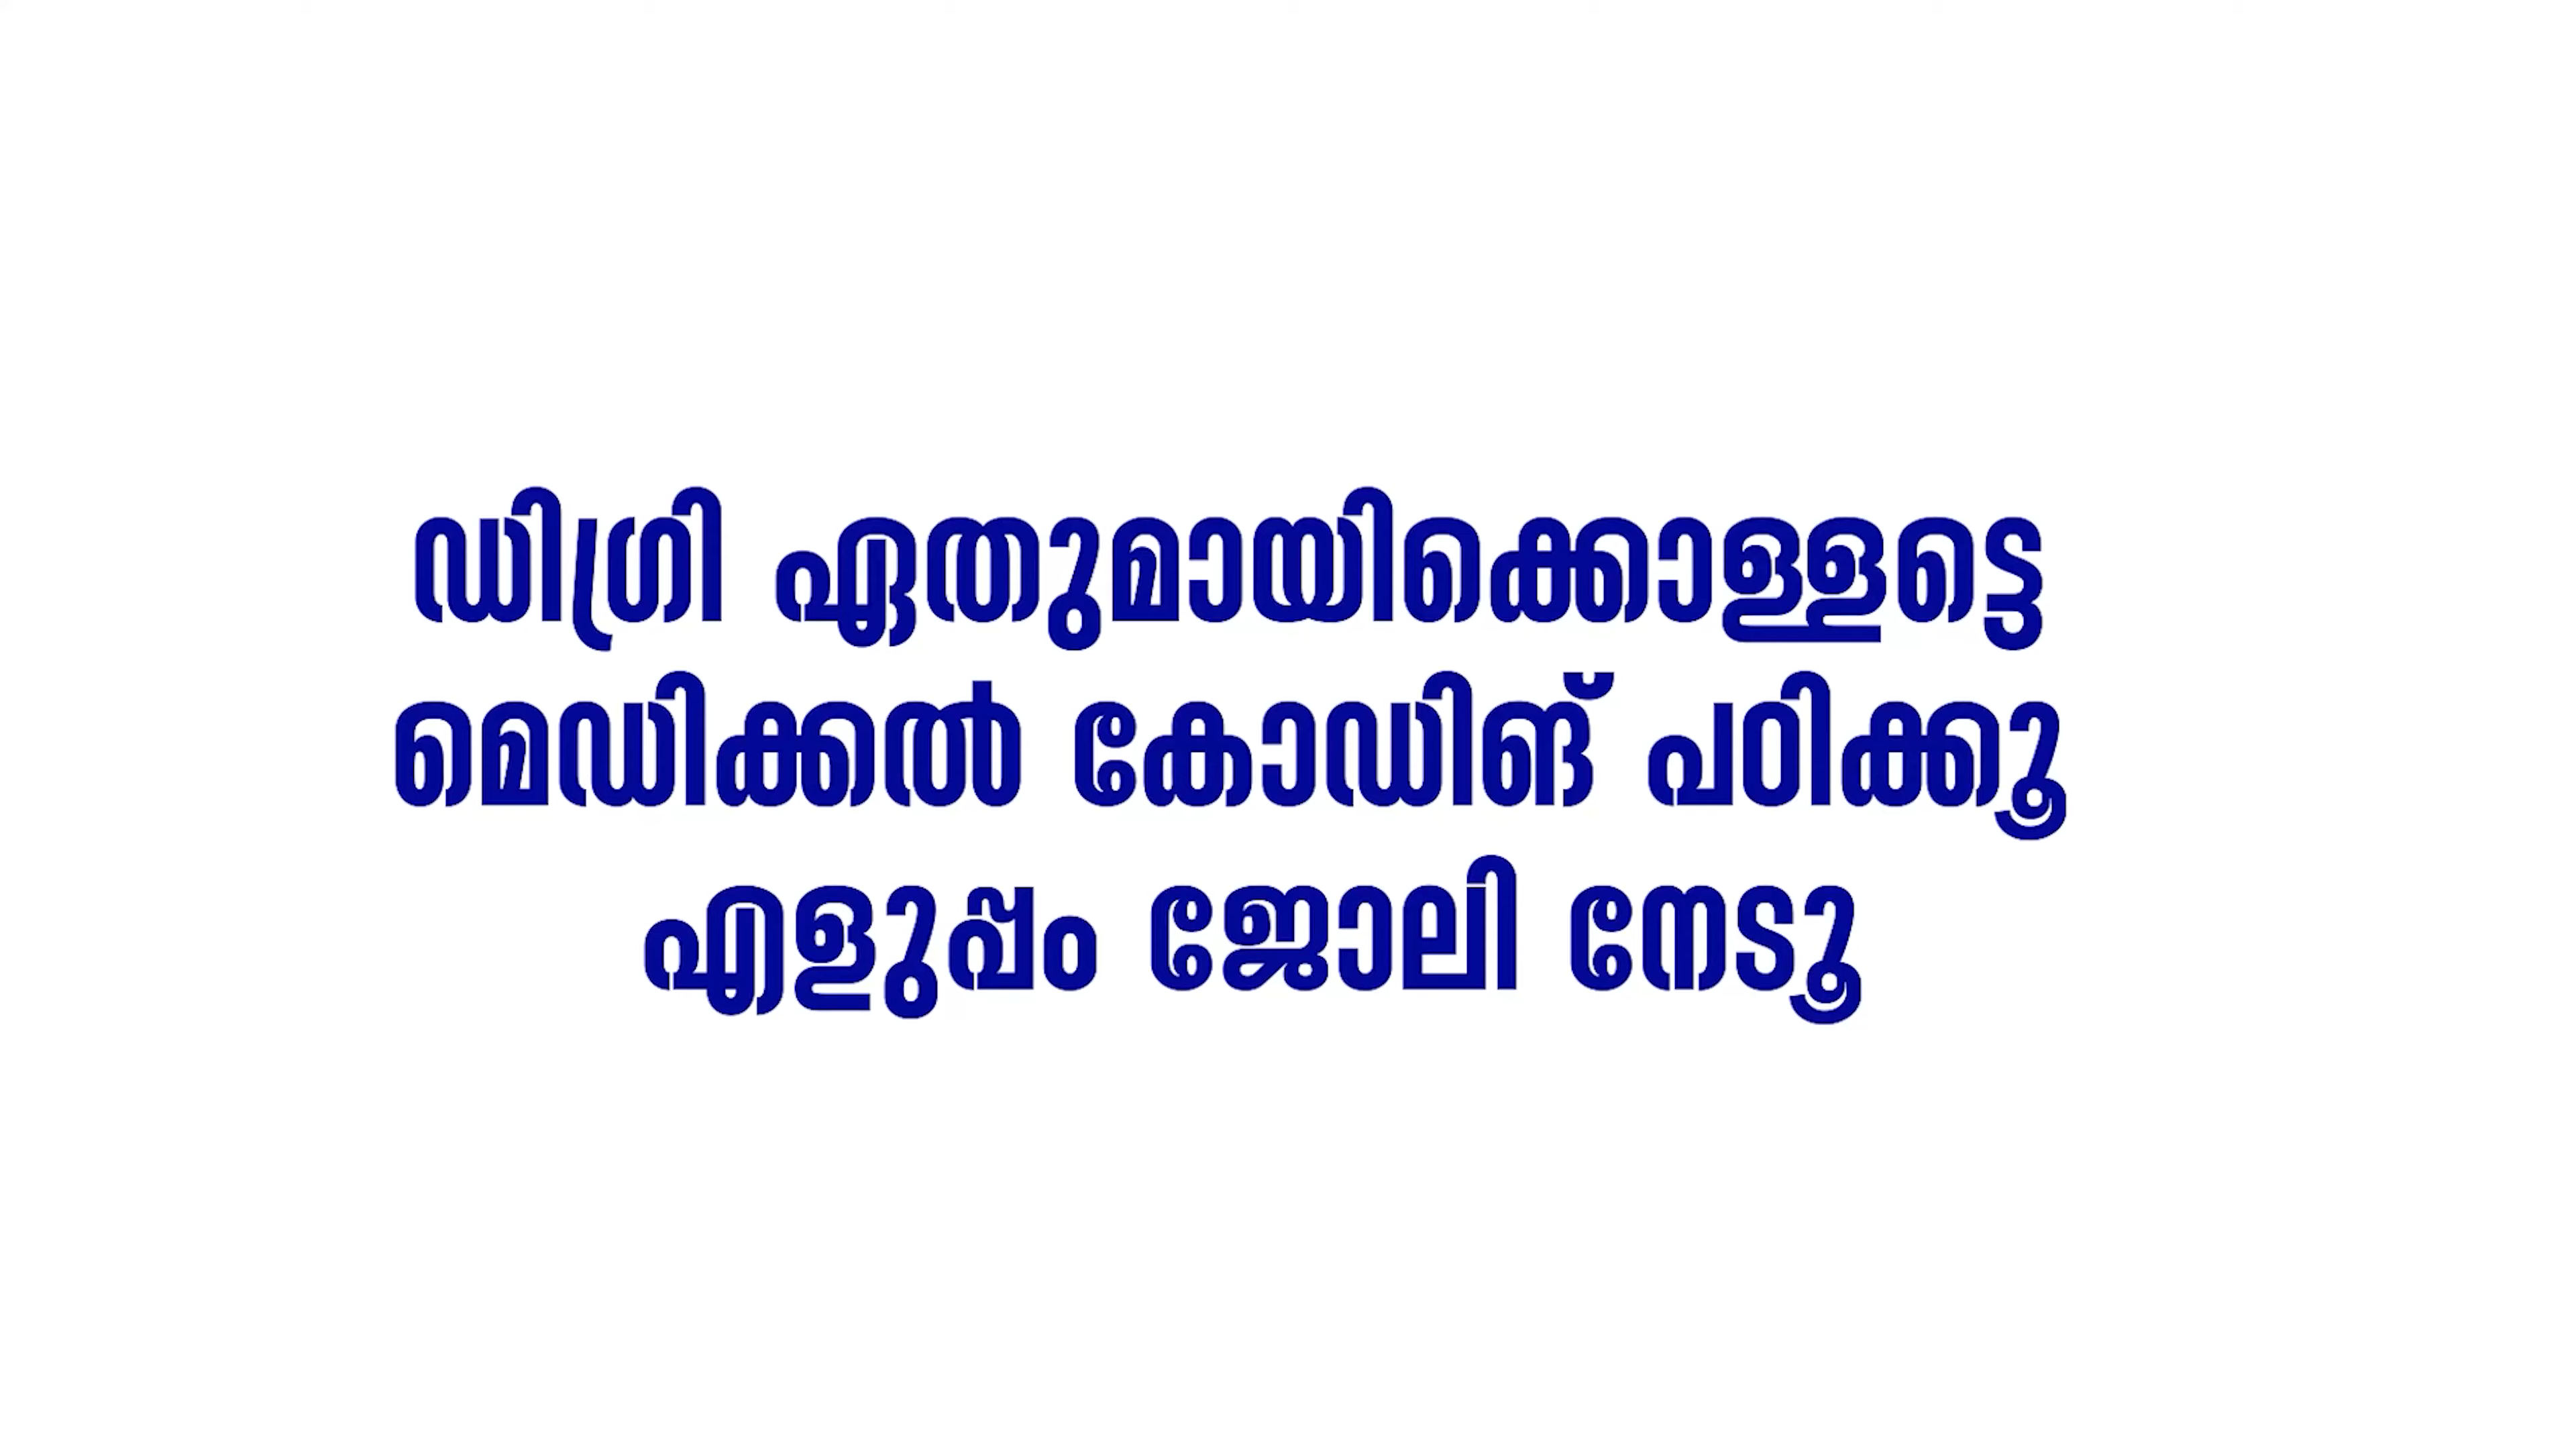 ഡിഗ്രി ഏതുമായിക്കൊള്ളട്ടെ
മെഡിക്കൽ കോഡിങ് പഠിക്കൂ
എളുപ്പം ജോലി നേടൂ